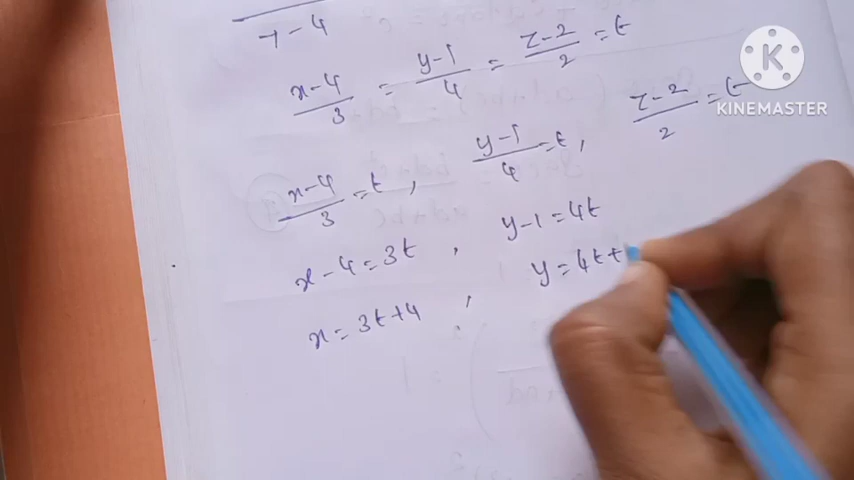 7-4
x-4/3 = y-1/4 = z-2/2 = t
x-4/3 = t, y-1/4 = t, z-2/2 = t
x-4 = 3t, y-1 = 4t
x = 3t+4, y = 4t+
K
KINEMASTER